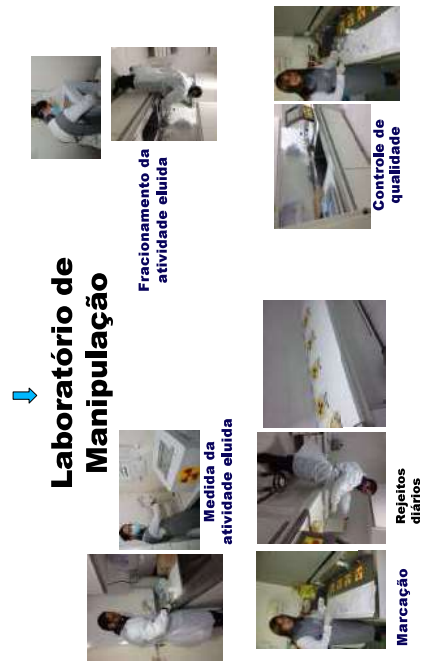 Laboratório de
Manipulação
Medida da
atividade eluida
Fracionamento da
atividade eluida
Marcação
Rejeitos
diários
Controle de
qualidade